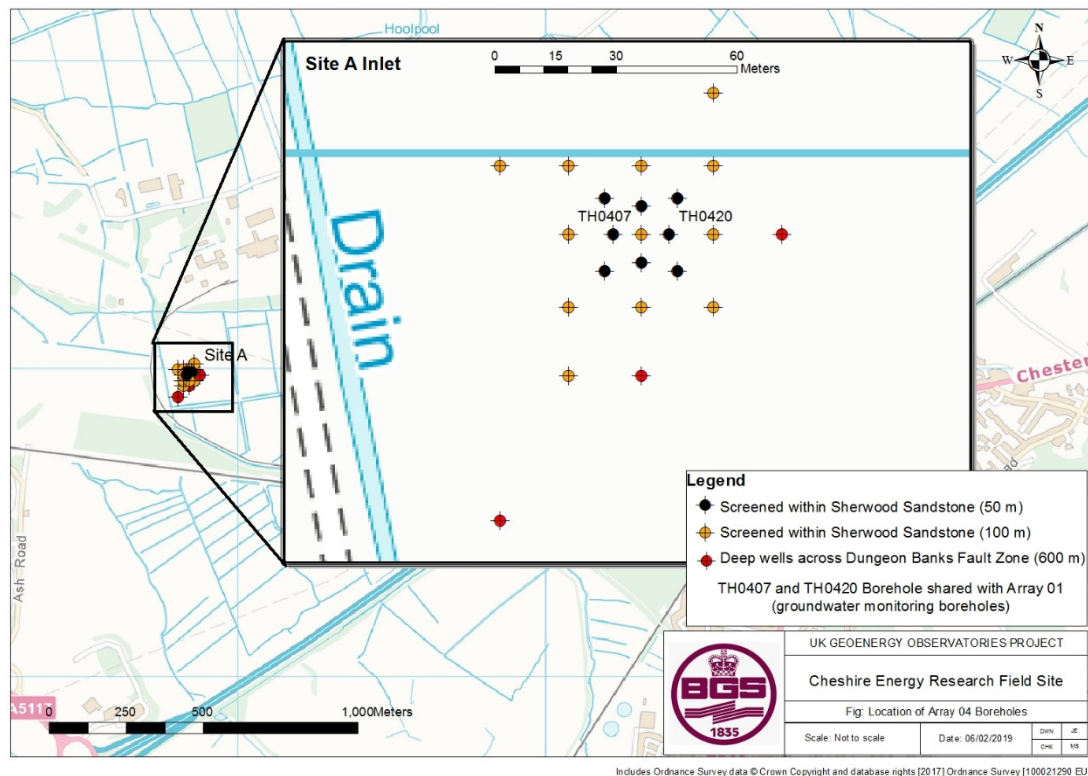 Hoolpool
N
W E
S
Site A Inlet
0 15 30 60
Meters
TH0407
TH0420
Drain
Site A
Chester
Ash Road
Legend
Screened within Sherwood Sandstone (50 m)
Screened within Sherwood Sandstone (100 m)
Deep wells across Dungeon Banks Fault Zone (600 m)
TH0407 and TH0420 Borehole shared with Array 01
(groundwater monitoring boreholes)
A5117
0 250 500 1,000Meters
BGS
1835
UK GEOENERGY OBSERVATORIES PROJECT
Cheshire Energy Research Field Site
Fig: Location of Array 04 Boreholes
Scale: Not to scale
Date: 06/02/2019
DWN JE
CHK MS
Includes Ordnance Survey data © Crown Copyright and database rights [2017] Ordnance Survey [100021290 EUL